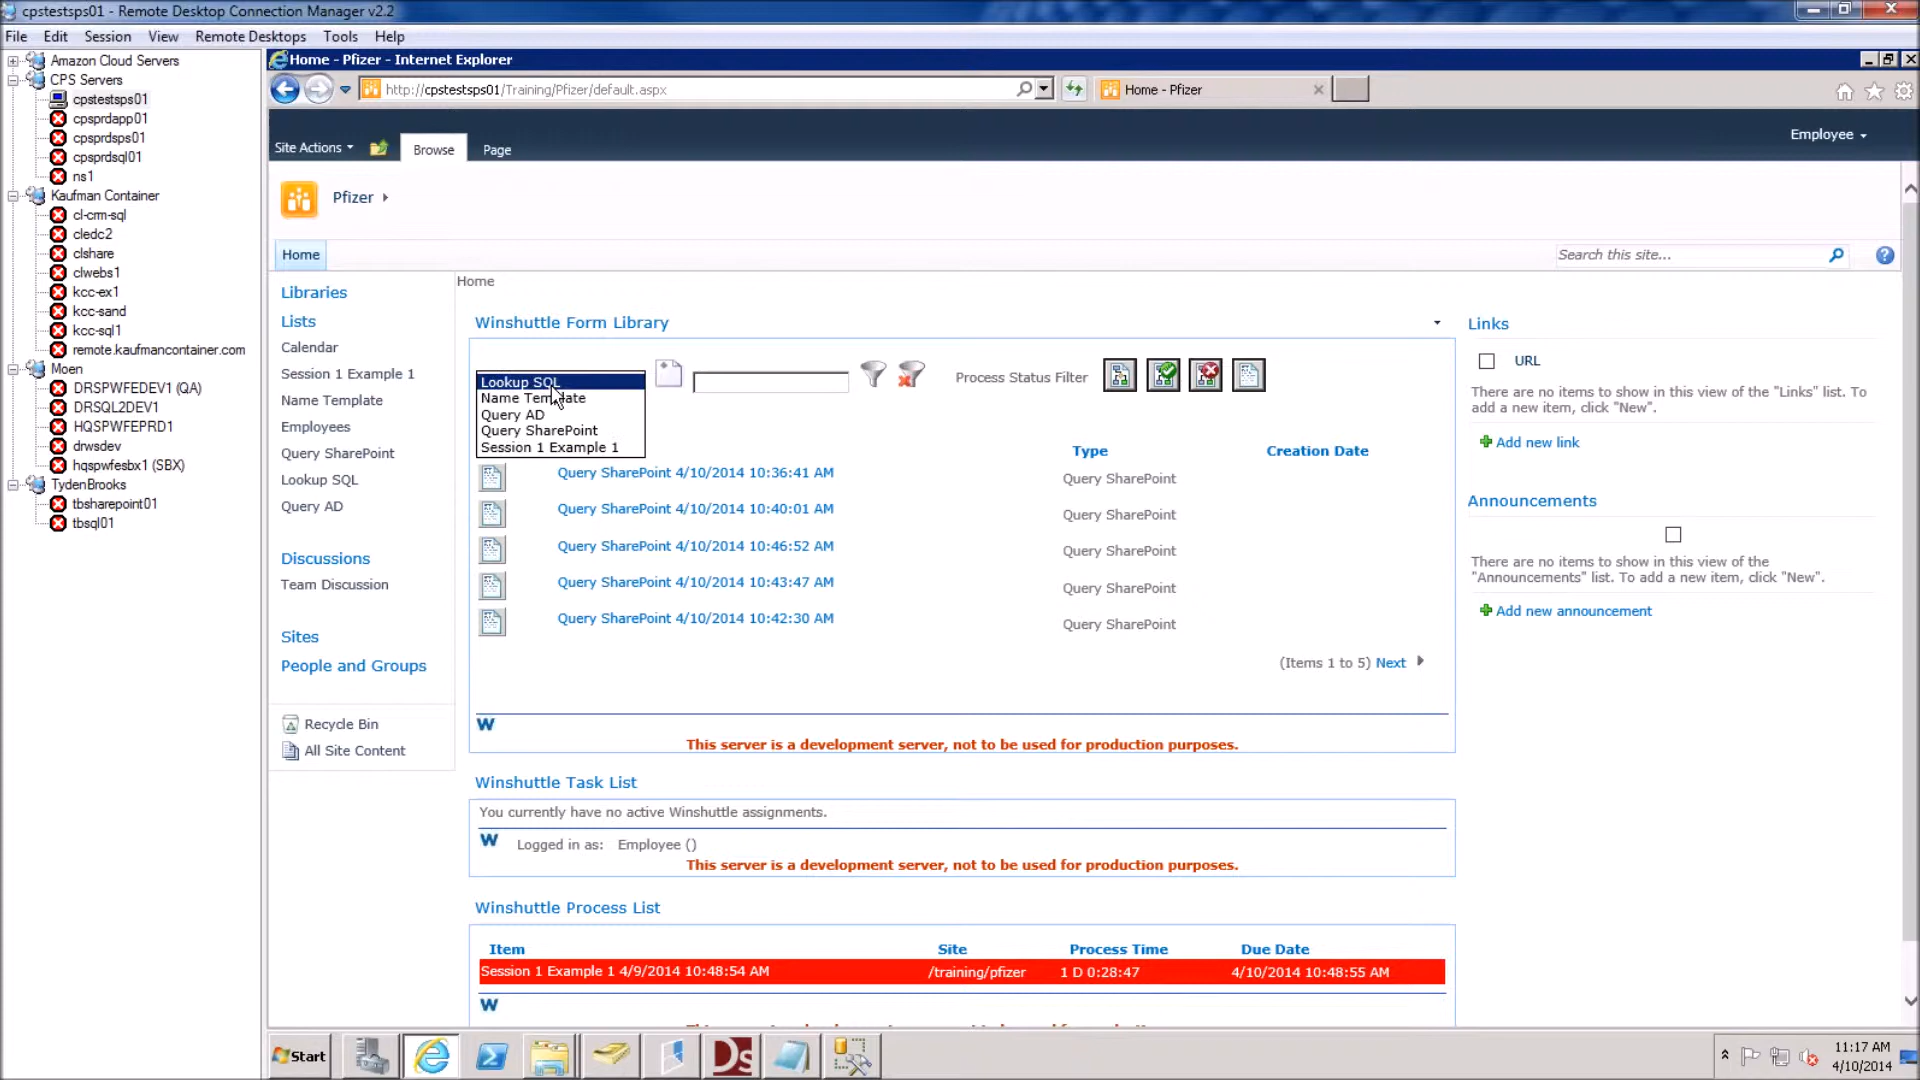 cpstestsps01 - Remote Desktop Connection Manager v2.2
File Edit Session View Remote Desktops Tools Help
Amazon Cloud Servers
CPS Servers
cpstestsps01
cpsprdapp01
cpsprdsps01
cpsprdsql01
ns1
Kaufman Container
cl-crm-sql
cledc2
clshare
clwebs1
kcc-ex1
kcc-sand
kcc-sql1
remote.kaufmancontainer.com
Moen
DRSPWFEDEV1 (QA)
DRSQL2DEV1
HQSPWFEPRD1
drwsdev
hqspwfesbx1 (SBX)
TydenBrooks
tbsharepoint01
tbsql01
Home - Pfizer - Internet Explorer
http://cpstestsps01/Training/Pfizer/default.aspx
Home - Pfizer
Site Actions
Browse
Page
Employee
Pfizer
Home
Search this site...
Libraries
Lists
Calendar
Session 1 Example 1
Name Template
Employees
Query SharePoint
Lookup SQL
Query AD
Discussions
Team Discussion
Sites
People and Groups
Recycle Bin
All Site Content
Home
Winshuttle Form Library
Lookup SQL
Name Template
Query AD
Query SharePoint
Session 1 Example 1
Process Status Filter
Type Creation Date
Query SharePoint 4/10/2014 10:36:41 AM Query SharePoint
Query SharePoint 4/10/2014 10:40:01 AM Query SharePoint
Query SharePoint 4/10/2014 10:46:52 AM Query SharePoint
Query SharePoint 4/10/2014 10:43:47 AM Query SharePoint
Query SharePoint 4/10/2014 10:42:30 AM Query SharePoint
(Items 1 to 5) Next
W
This server is a development server, not to be used for production purposes.
Winshuttle Task List
You currently have no active Winshuttle assignments.
W Logged in as: Employee ()
This server is a development server, not to be used for production purposes.
Winshuttle Process List
Item Site Process Time Due Date
Session 1 Example 1 4/9/2014 10:48:54 AM /training/pfizer 1 D 0:28:47 4/10/2014 10:48:55 AM
W
Links
URL
There are no items to show in this view of the "Links" list. To
add a new item, click "New".
Add new link
Announcements
There are no items to show in this view of the
"Announcements" list. To add a new item, click "New".
Add new announcement
Start
Ds
11:17 AM
4/10/2014